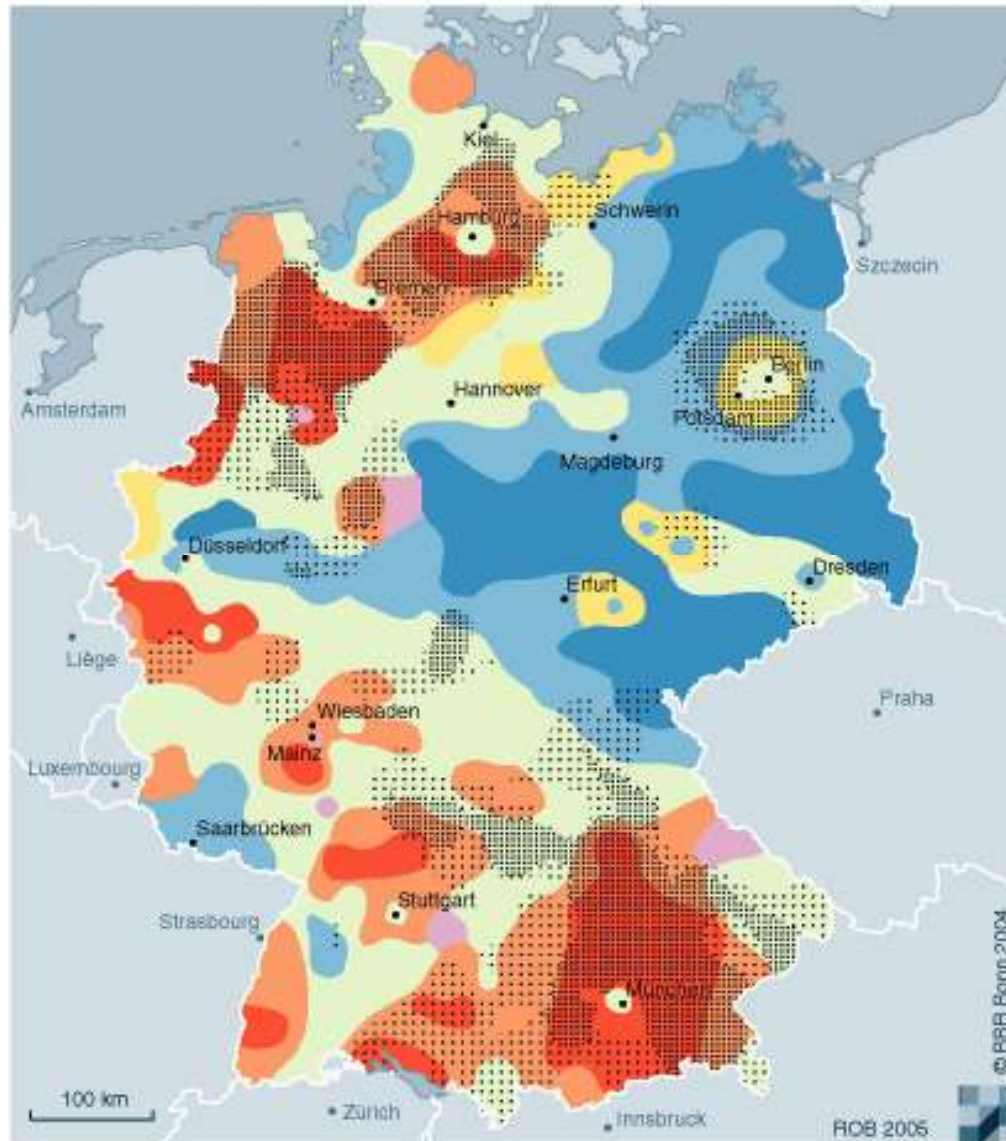 Kiel
Hamburg
Schwerin
Szczecin
Bremen
Berlin
Amsterdam
Hannover
Potsdam
Magdeburg
Düsseldorf
Dresden
Erfurt
Liège
Praha
Wiesbaden
Mainz
Luxembourg
Saarbrücken
Stuttgart
Strasbourg
München
© BBR Bonn 2004
100 km
Zürich
Innsbruck
ROB 2005